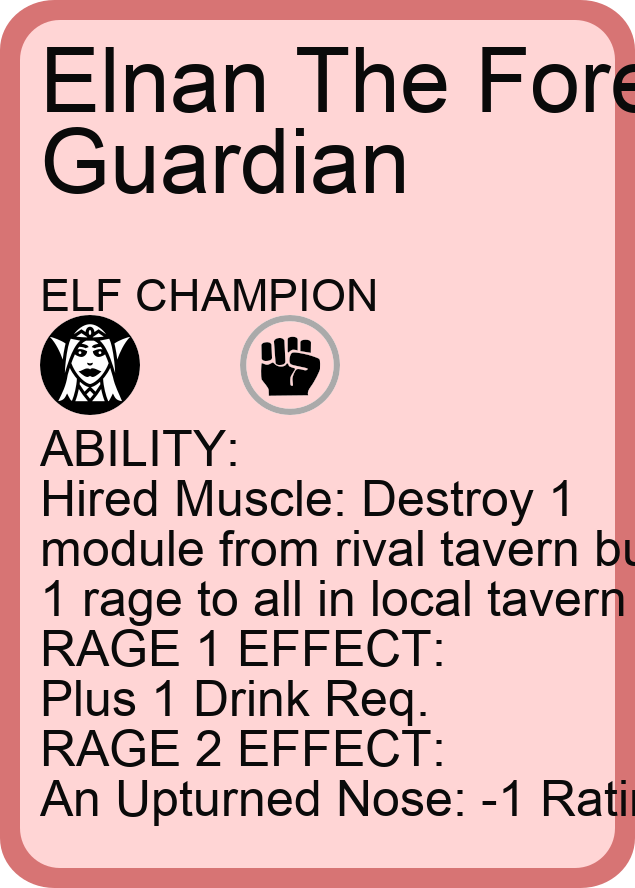 Elnan The Fore
Guardian
ELF CHAMPION
ABILITY:
Hired Muscle: Destroy 1
module from rival tavern bu
1 rage to all in local tavern
RAGE 1 EFFECT:
Plus 1 Drink Req.
RAGE 2 EFFECT:
An Upturned Nose: -1 Ratin